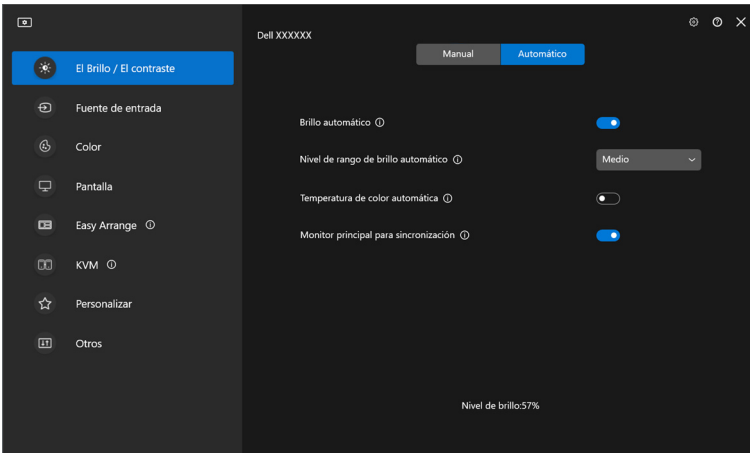 Dell XXXXXX
Manual
Automático
El Brillo / El contraste
Fuente de entrada
Color
Pantalla
Easy Arrange
KVM
Personalizar
Otros
Brillo automático
Nivel de rango de brillo automático
Medio
Temperatura de color automática
Monitor principal para sincronización
Nivel de brillo:57%